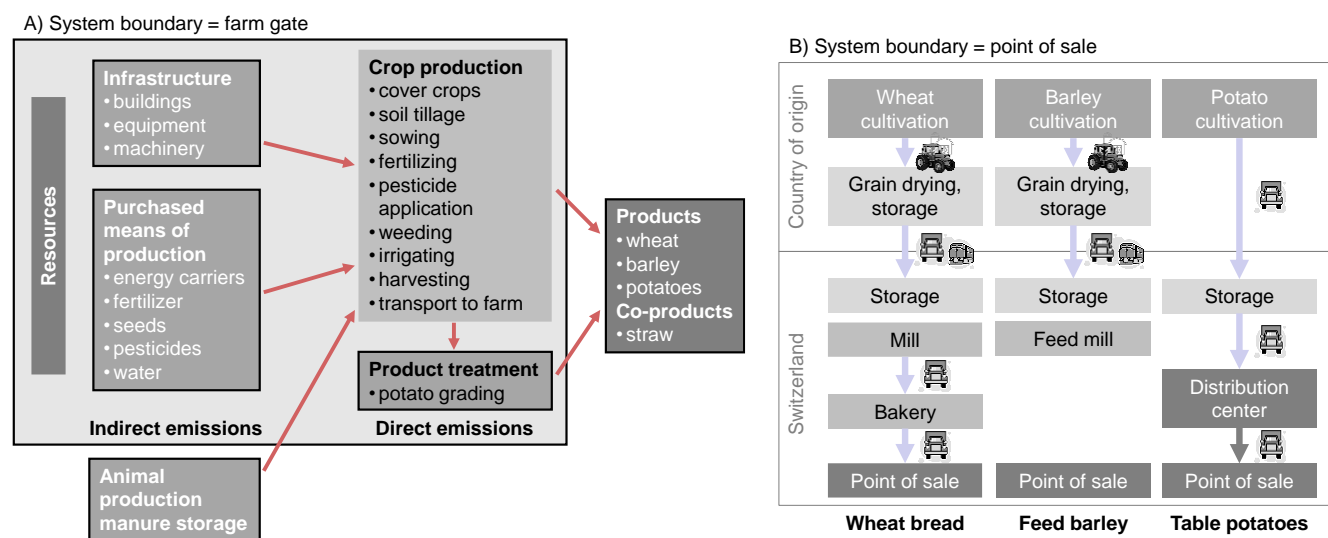 A) System boundary = farm gate
Resources
Infrastructure
• buildings
• equipment
• machinery
Purchased
means of
production
• energy carriers
• fertilizer
• seeds
• pesticides
• water
Indirect emissions
Animal
production
manure storage
Crop production
• cover crops
• soil tillage
• sowing
• fertilizing
• pesticide
application
• weeding
• irrigating
• harvesting
• transport to farm
Product treatment
• potato grading
Direct emissions
Products
• wheat
• barley
• potatoes
Co-products
• straw
B) System boundary = point of sale
Country of origin
Switzerland
Wheat
cultivation
Grain drying,
storage
Storage
Mill
Bakery
Point of sale
Wheat bread
Barley
cultivation
Grain drying,
storage
Storage
Feed mill
Point of sale
Feed barley
Potato
cultivation
Storage
Distribution
center
Point of sale
Table potatoes